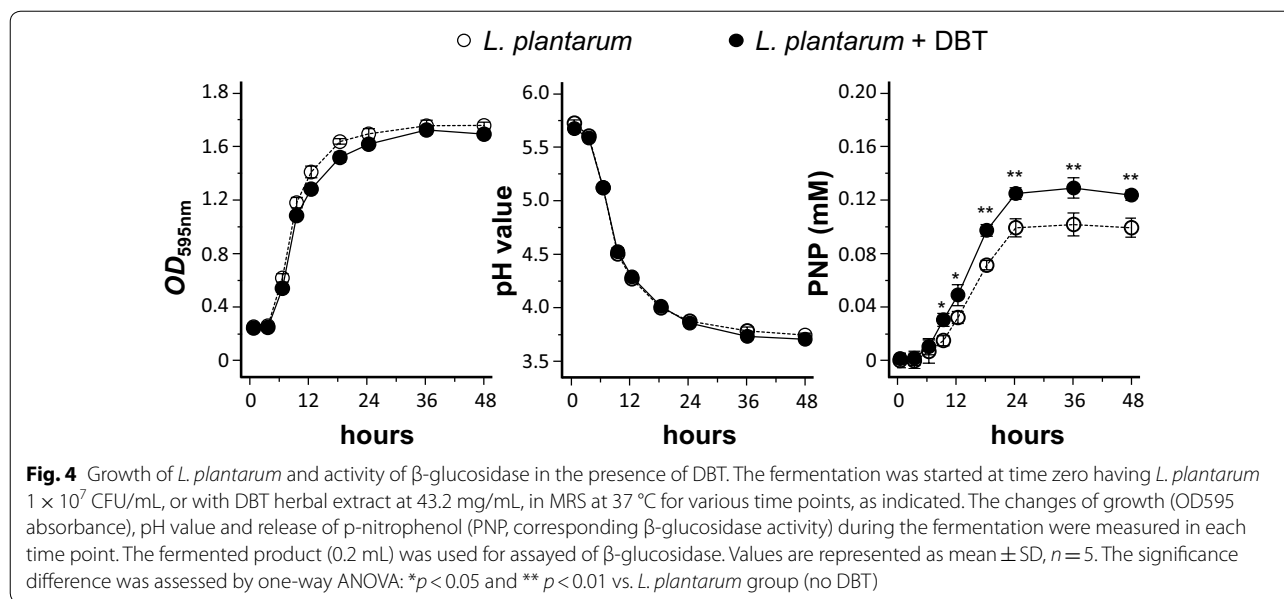 ○ L. plantarum ● L. plantarum + DBT
OD595nm
1.8
1.6
1.2
0.8
0.4
0
0 12 24 36 48
hours
pH value
6.0
5.5
5.0
4.5
4.0
3.5
0 12 24 36 48
hours
PNP (mM)
0.20
0.16
0.12
0.08
0.04
0
* * ** ** ** **
0 12 24 36 48
hours
Fig. 4 Growth of L. plantarum and activity of β-glucosidase in the presence of DBT. The fermentation was started at time zero having L. plantarum
1 × 10⁷ CFU/mL, or with DBT herbal extract at 43.2 mg/mL, in MRS at 37 °C for various time points, as indicated. The changes of growth (OD595
absorbance), pH value and release of p-nitrophenol (PNP, corresponding β-glucosidase activity) during the fermentation were measured in each
time point. The fermented product (0.2 mL) was used for assayed of β-glucosidase. Values are represented as mean ± SD, n = 5. The significance
difference was assessed by one-way ANOVA: *p < 0.05 and ** p < 0.01 vs. L. plantarum group (no DBT)